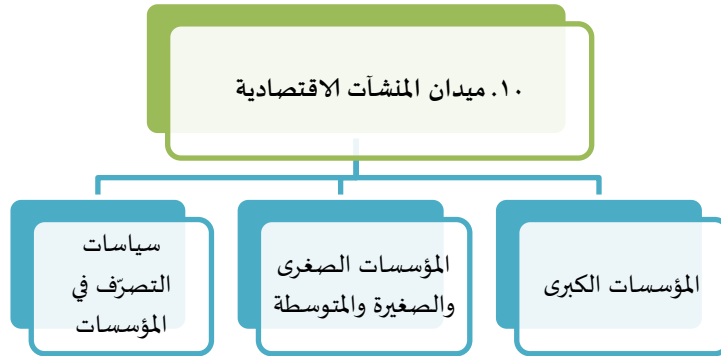 ١٠. ميدان المنشآت الاقتصادية
المؤسسات الكبرى
المؤسسات الصغرى
والصغيرة والمتوسطة
سياسات
التصرّف في
المؤسسات